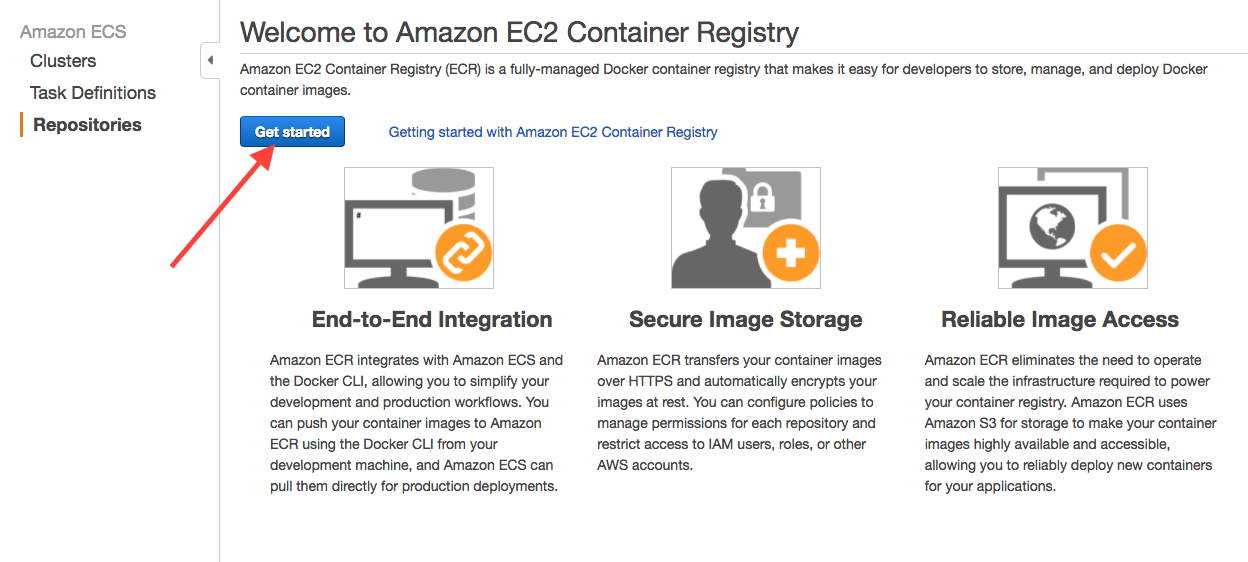 Amazon ECS
Clusters
Task Definitions
Repositories
Welcome to Amazon EC2 Container Registry
Amazon EC2 Container Registry (ECR) is a fully-managed Docker container registry that makes it easy for developers to store, manage, and deploy Docker
container images.
Get started
Getting started with Amazon EC2 Container Registry
#
End-to-End Integration
Amazon ECR integrates with Amazon ECS and
the Docker CLI, allowing you to simplify your
development and production workflows. You
can push your container images to Amazon
ECR using the Docker CLI from your
development machine, and Amazon ECS can
pull them directly for production deployments.
Secure Image Storage
Amazon ECR transfers your container images
over HTTPS and automatically encrypts your
images at rest. You can configure policies to
manage permissions for each repository and
restrict access to IAM users, roles, or other
AWS accounts.
Reliable Image Access
Amazon ECR eliminates the need to operate
and scale the infrastructure required to power
your container registry. Amazon ECR uses
Amazon S3 for storage to make your container
images highly available and accessible,
allowing you to reliably deploy new containers
for your applications.